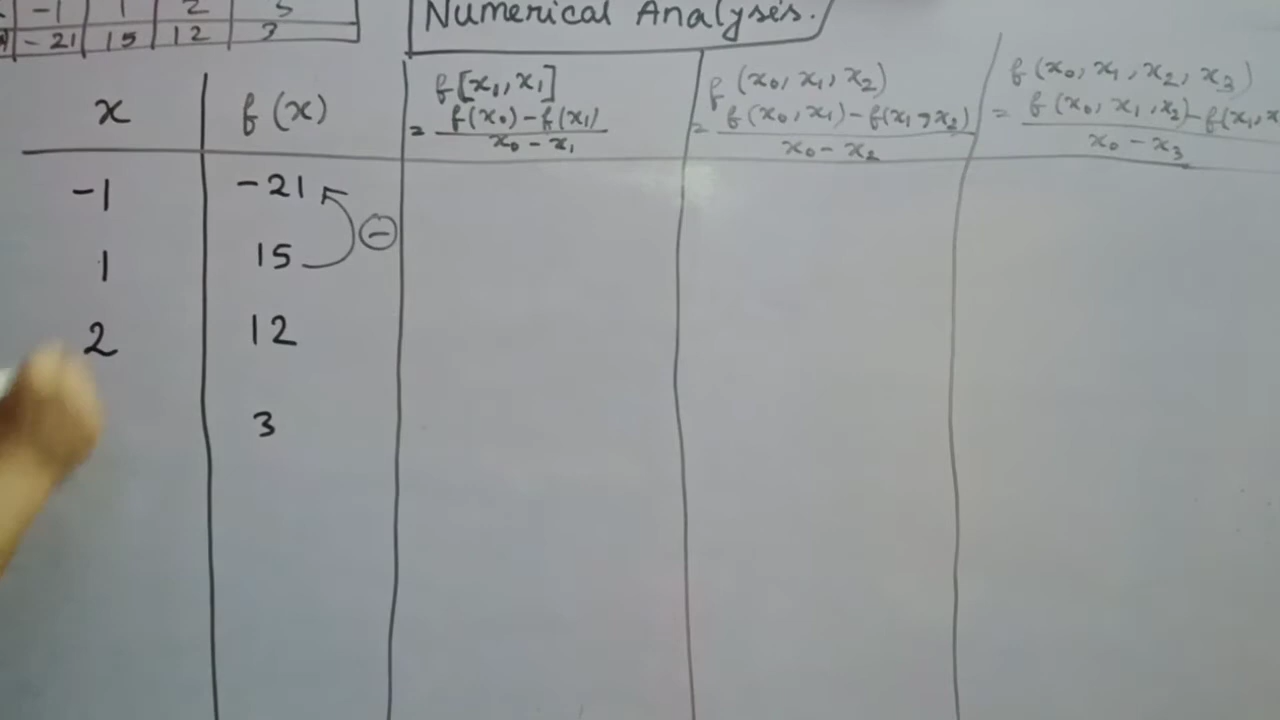 -1 1 2 3
-21 15 12 3
Numerical Analysis.
x f(x) f[x1, x1] = f(x0) - f(x1) / x0 - x1 f(x0, x1, x2) = f(x0, x1) - f(x1, x2) / x0 - x2 f(x0, x1, x2, x3) = f(x0, x1, x2) - f(x1, x / x0 - x3
-1 -21
1 15 -
2 12
3